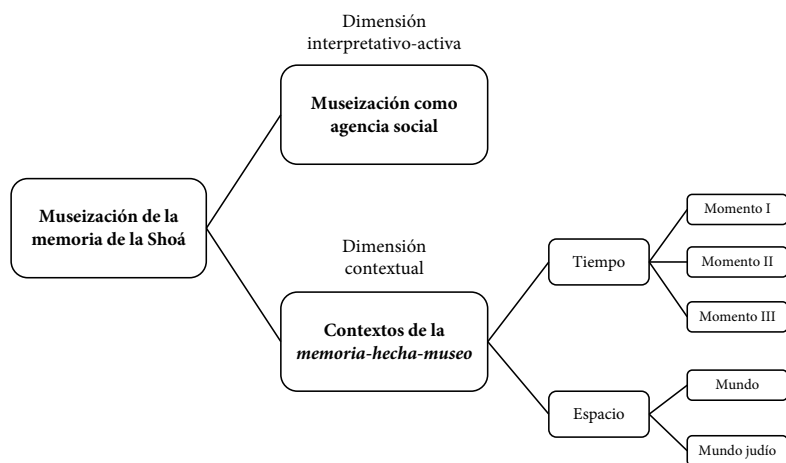 Dimensión
interpretativo-activa
Museización como
agencia social
Museización de la
memoria de la Shoá
Dimensión
contextual
Contextos de la
memoria-hecha-museo
Tiempo
Momento I
Momento II
Momento III
Espacio
Mundo
Mundo judío